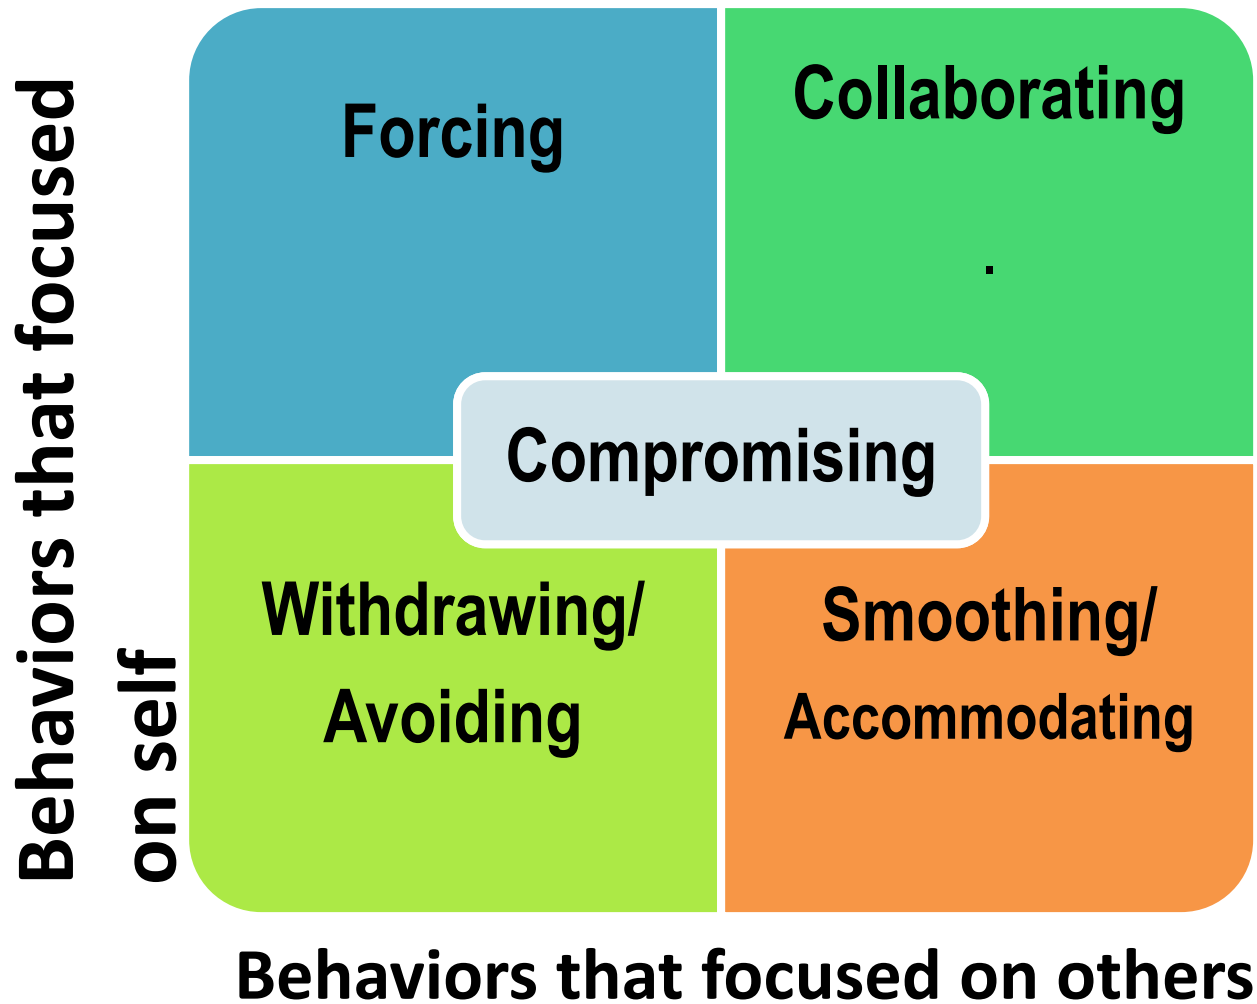 Behaviors that focused
on self
Forcing
Collaborating
.
Compromising
Withdrawing/
Avoiding
Smoothing/
Accommodating
Behaviors that focused on others